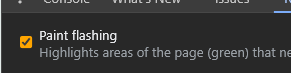 Console What's New Issues
Paint flashing
Highlights areas of the page (green) that